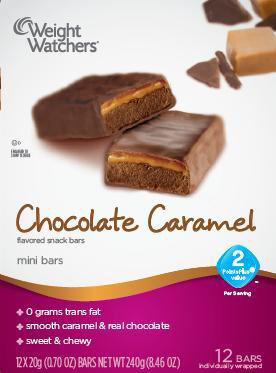 Weight
Watchers®
Chocolate Caramel
flavored snack bars
mini bars
2
PointsPlus®
value
Per Serving
0 grams trans fat
smooth caramel & real chocolate
sweet & chewy
12 BARS
individually wrapped
12 X 20g (0.70 OZ) BARS NET WT 240g (8.46 OZ)